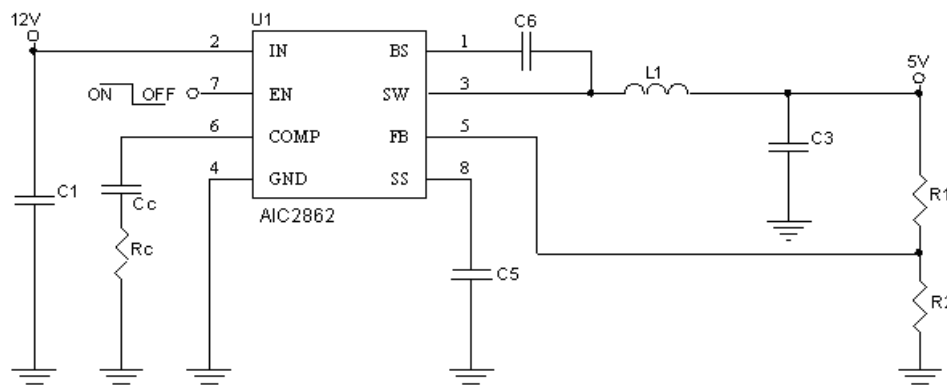 12V
U1
C6
5V
2 IN BS 1
L1
ON OFF 7 EN SW 3
6 COMP FB 5
C3
4 GND SS 8
C1
Cc
R1
AIC2862
Rc
C5
R2